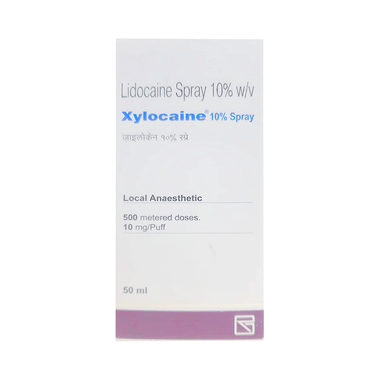 Lidocaine Spray 10% w/v
Xylocaine® 10% Spray
ज़ाइलोकेन १०% स्प्रे
Local Anaesthetic
500 metered doses.
10 mg/Puff
50 ml